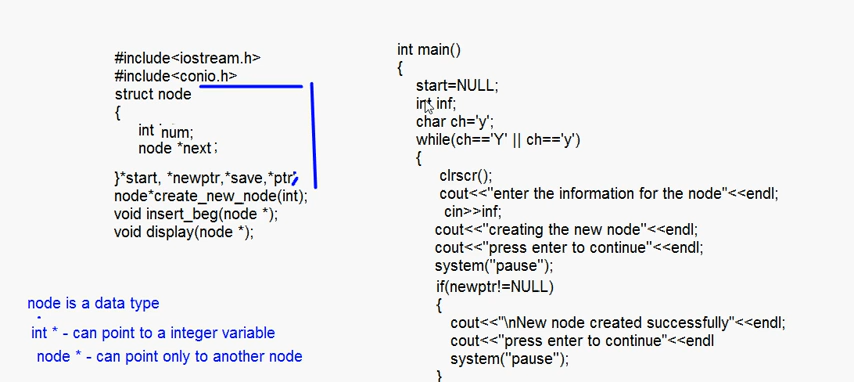 #include<iostream.h>
#include<conio.h>
struct node
{
int num;
node *next;
}*start, *newptr,*save,*ptr;
node*create_new_node(int);
void insert_beg(node *);
void display(node *);
node is a data type
int * - can point to a integer variable
node * - can point only to another node
int main()
{
start=NULL;
int inf;
char ch='y';
while(ch=='Y' || ch=='y')
{
clrscr();
cout<<"enter the information for the node"<<endl;
cin>>inf;
cout<<"creating the new node"<<endl;
cout<<"press enter to continue"<<endl;
system("pause");
if(newptr!=NULL)
{
cout<<"\nNew node created successfully"<<endl;
cout<<"press enter to continue"<<endl
system("pause");
}